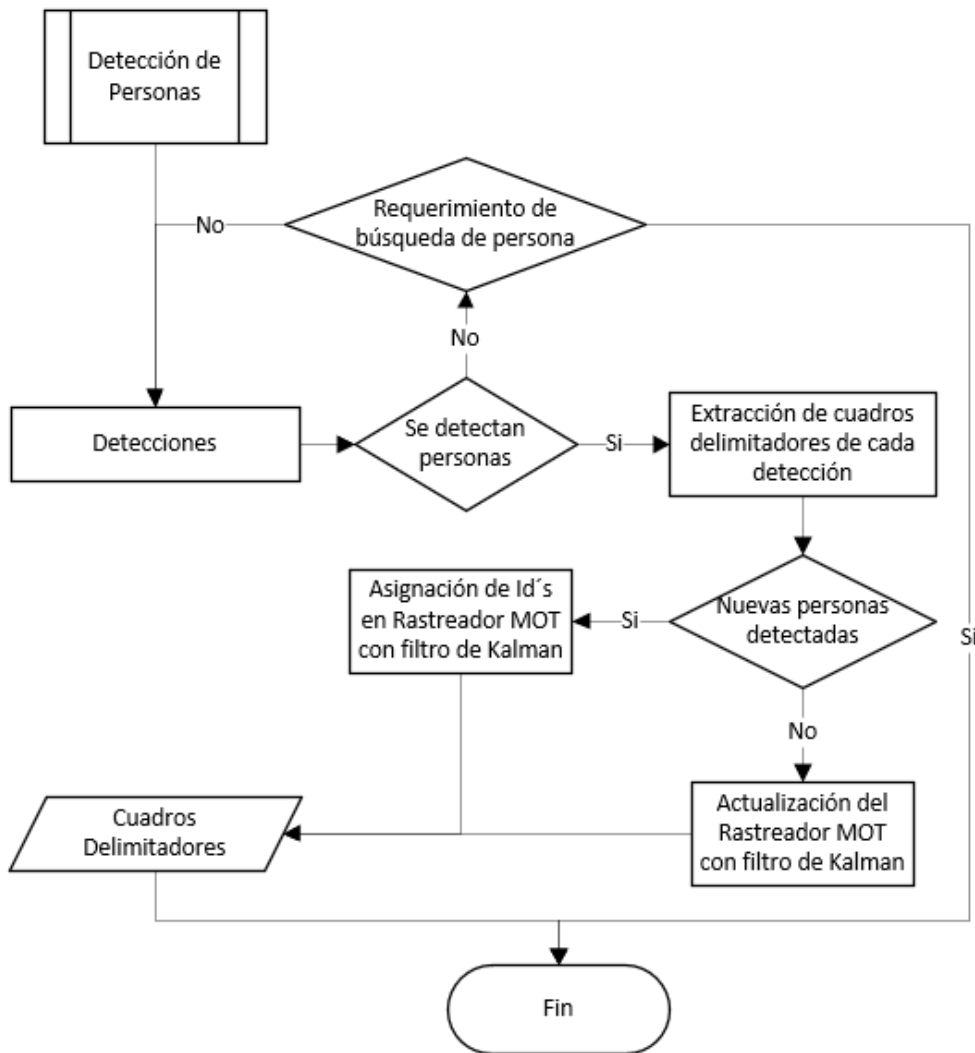 Detección de
Personas
Requerimiento de
búsqueda de persona
No
No
Detecciones
Se detectan
personas
Si
Extracción de cuadros
delimitadores de cada
detección
Asignación de Id´s
en Rastreador MOT
con filtro de Kalman
Si
Nuevas personas
detectadas
Si
No
Cuadros
Delimitadores
Actualización del
Rastreador MOT
con filtro de Kalman
Fin